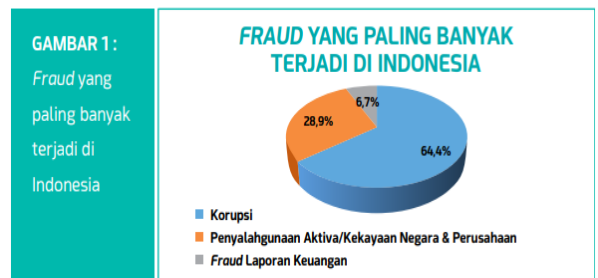 GAMBAR 1 :
Fraud yang
paling banyak
terjadi di
Indonesia
FRAUD YANG PALING BANYAK
TERJADI DI INDONESIA
6,7%
28,9%
64,4%
Korupsi
Penyalahgunaan Aktiva/Kekayaan Negara & Perusahaan
Fraud Laporan Keuangan